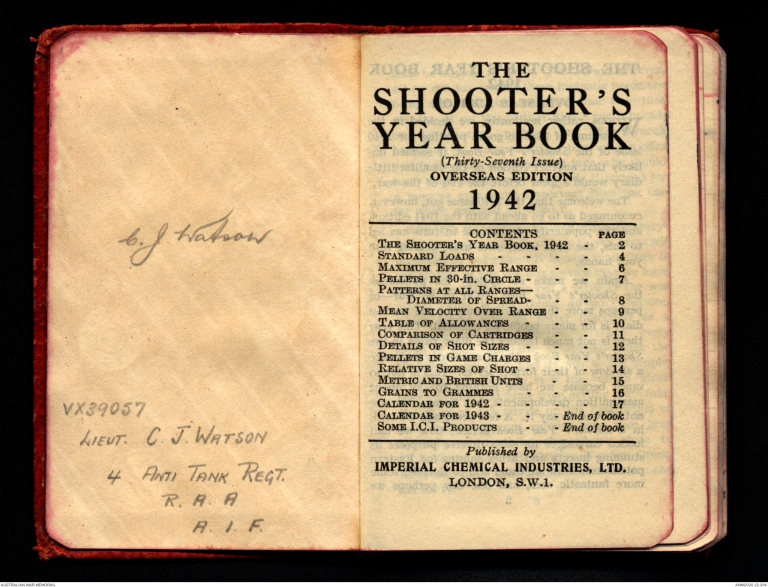 C. J Watson
VX39057
LIEUT. C. J. WATSON
4 ANTI TANK REGT.
R. A. A
A. I. F.
THE
SHOOTER'S
YEAR BOOK
(Thirty-Seventh Issue)
OVERSEAS EDITION
1942
CONTENTS PAGE
THE SHOOTER'S YEAR BOOK, 1942 - - 2
STANDARD LOADS - - - - 4
MAXIMUM EFFECTIVE RANGE - - 6
PELLETS IN 30-in. CIRCLE - - - 7
PATTERNS AT ALL RANGES—
DIAMETER OF SPREAD- - - 8
MEAN VELOCITY OVER RANGE - - - 9
TABLE OF ALLOWANCES - - - 10
COMPARISON OF CARTRIDGES - - 11
DETAILS OF SHOT SIZES - - - 12
PELLETS IN GAME CHARGES - - 13
RELATIVE SIZES OF SHOT - - - 14
METRIC AND BRITISH UNITS - - 15
GRAINS TO GRAMMES - - - 16
CALENDAR FOR 1942 - - - - 17
CALENDAR FOR 1943 - - - End of book
SOME I.C.I. PRODUCTS - - End of book
Published by
IMPERIAL CHEMICAL INDUSTRIES, LTD.
LONDON, S.W.1.
AUSTRALIAN WAR MEMORIAL